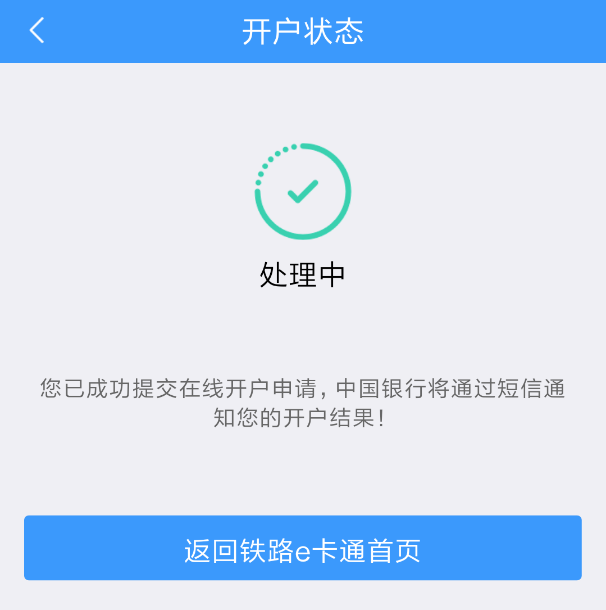 开户状态
处理中
您已成功提交在线开户申请，中国银行将通过短信通
知您的开户结果！
返回铁路e卡通首页